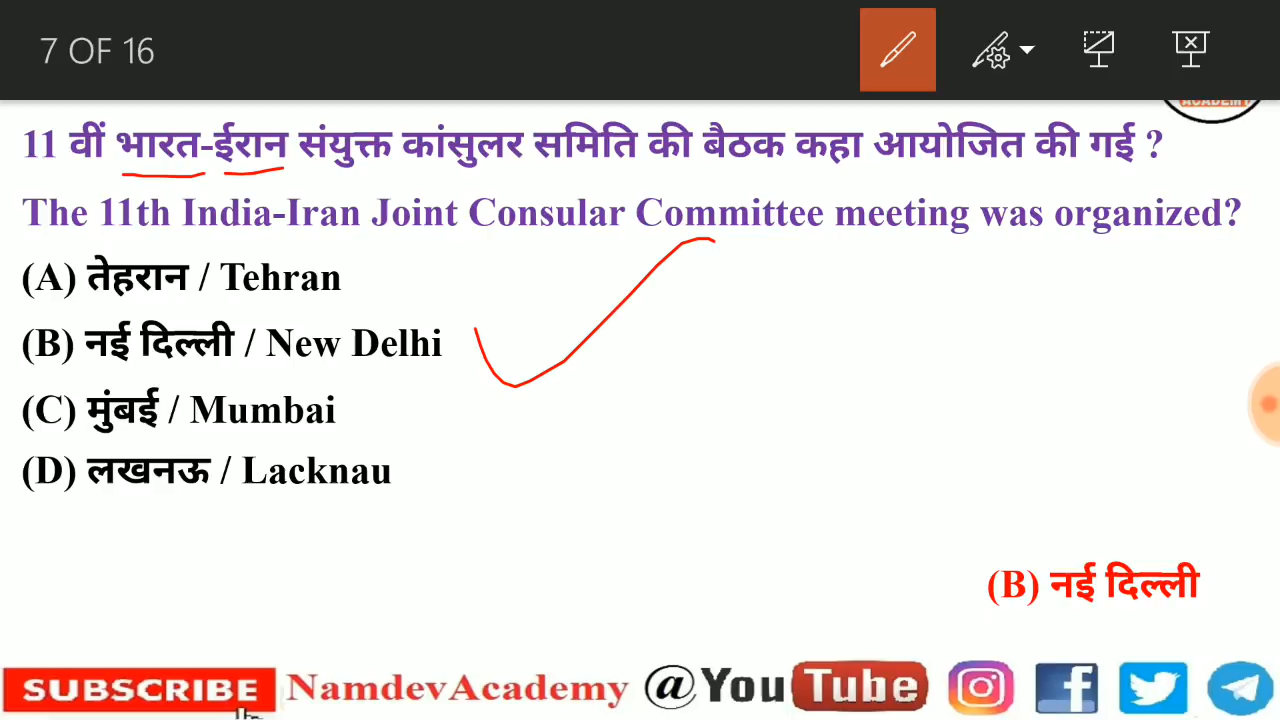 7 OF 16
ACADEMY
11 वीं भारत-ईरान संयुक्त कांसुलर समिति की बैठक कहा आयोजित की गई ?
The 11th India-Iran Joint Consular Committee meeting was organized?
(A) तेहरान / Tehran
(B) नई दिल्ली / New Delhi
(C) मुंबई / Mumbai
(D) लखनऊ / Lacknau
(B) नई दिल्ली
SUBSCRIBE NamdevAcademy @YouTube